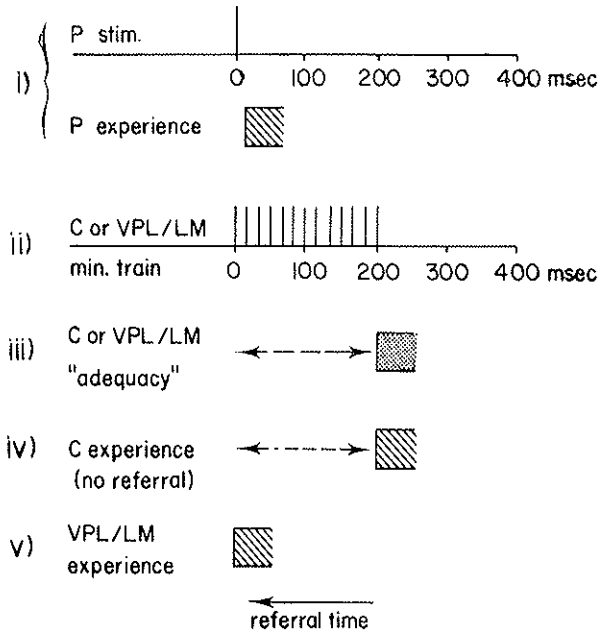 P stim.
0 100 200 300 400 msec
i)
P experience
C or VPL/LM
ii)
min. train
0 100 200 300 400 msec
C or VPL/LM
iii)
"adequacy"
iv)
C experience
(no referral)
VPL/LM
v)
experience
referral time